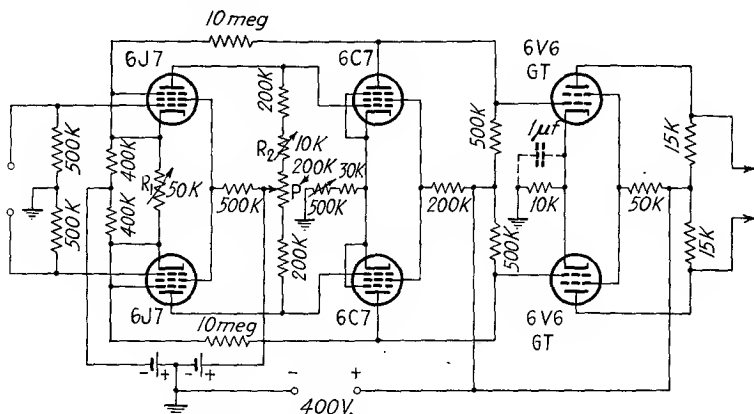 10 meg
6J7
6C7
6V6
GT
200K
500K
1μf
15K
500K
400K
R1
50K
R2
10K
200K
P
30K
500K
500K
200K
10K
50K
400K
500K
200K
500K
15K
6J7
6C7
6V6
GT
10 meg
- + - +
- +
400V.